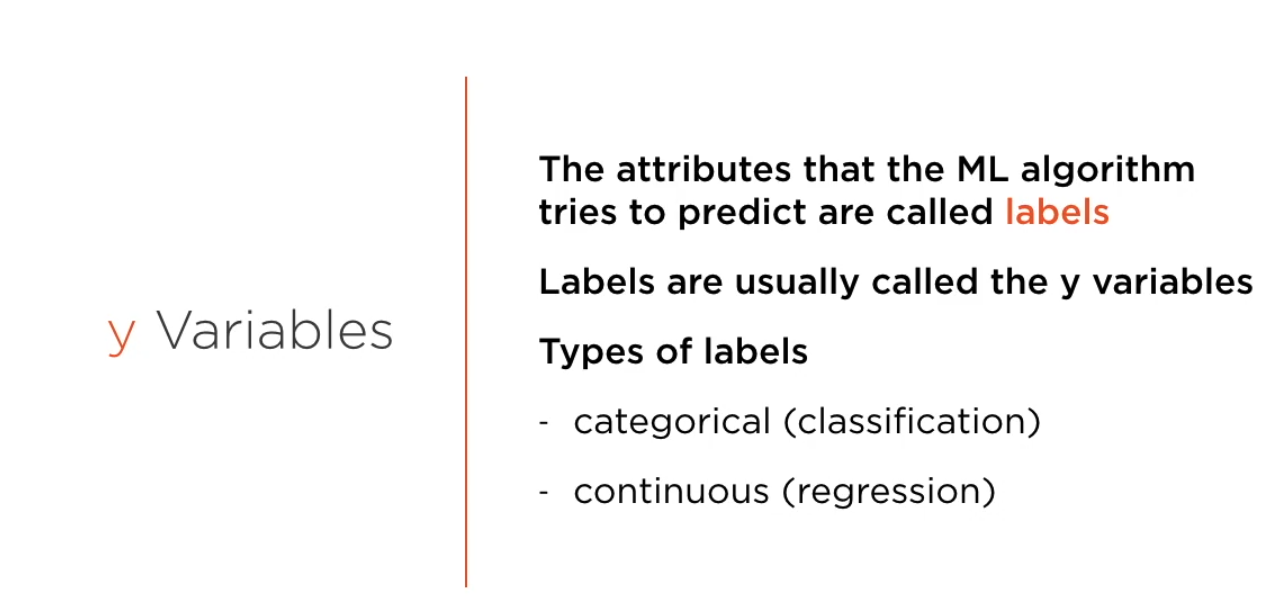 y Variables
The attributes that the ML algorithm
tries to predict are called labels
Labels are usually called the y variables
Types of labels
- categorical (classification)
- continuous (regression)